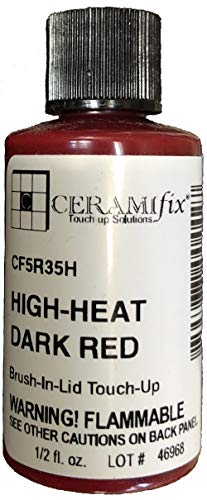 CERAMIfix™
Touch-up Solutions
CF5R35H
HIGH-HEAT
DARK RED
Brush-In-Lid Touch-Up
WARNING! FLAMMABLE
SEE OTHER CAUTIONS ON BACK PANEL
1/2 fl. oz. LOT # 46968